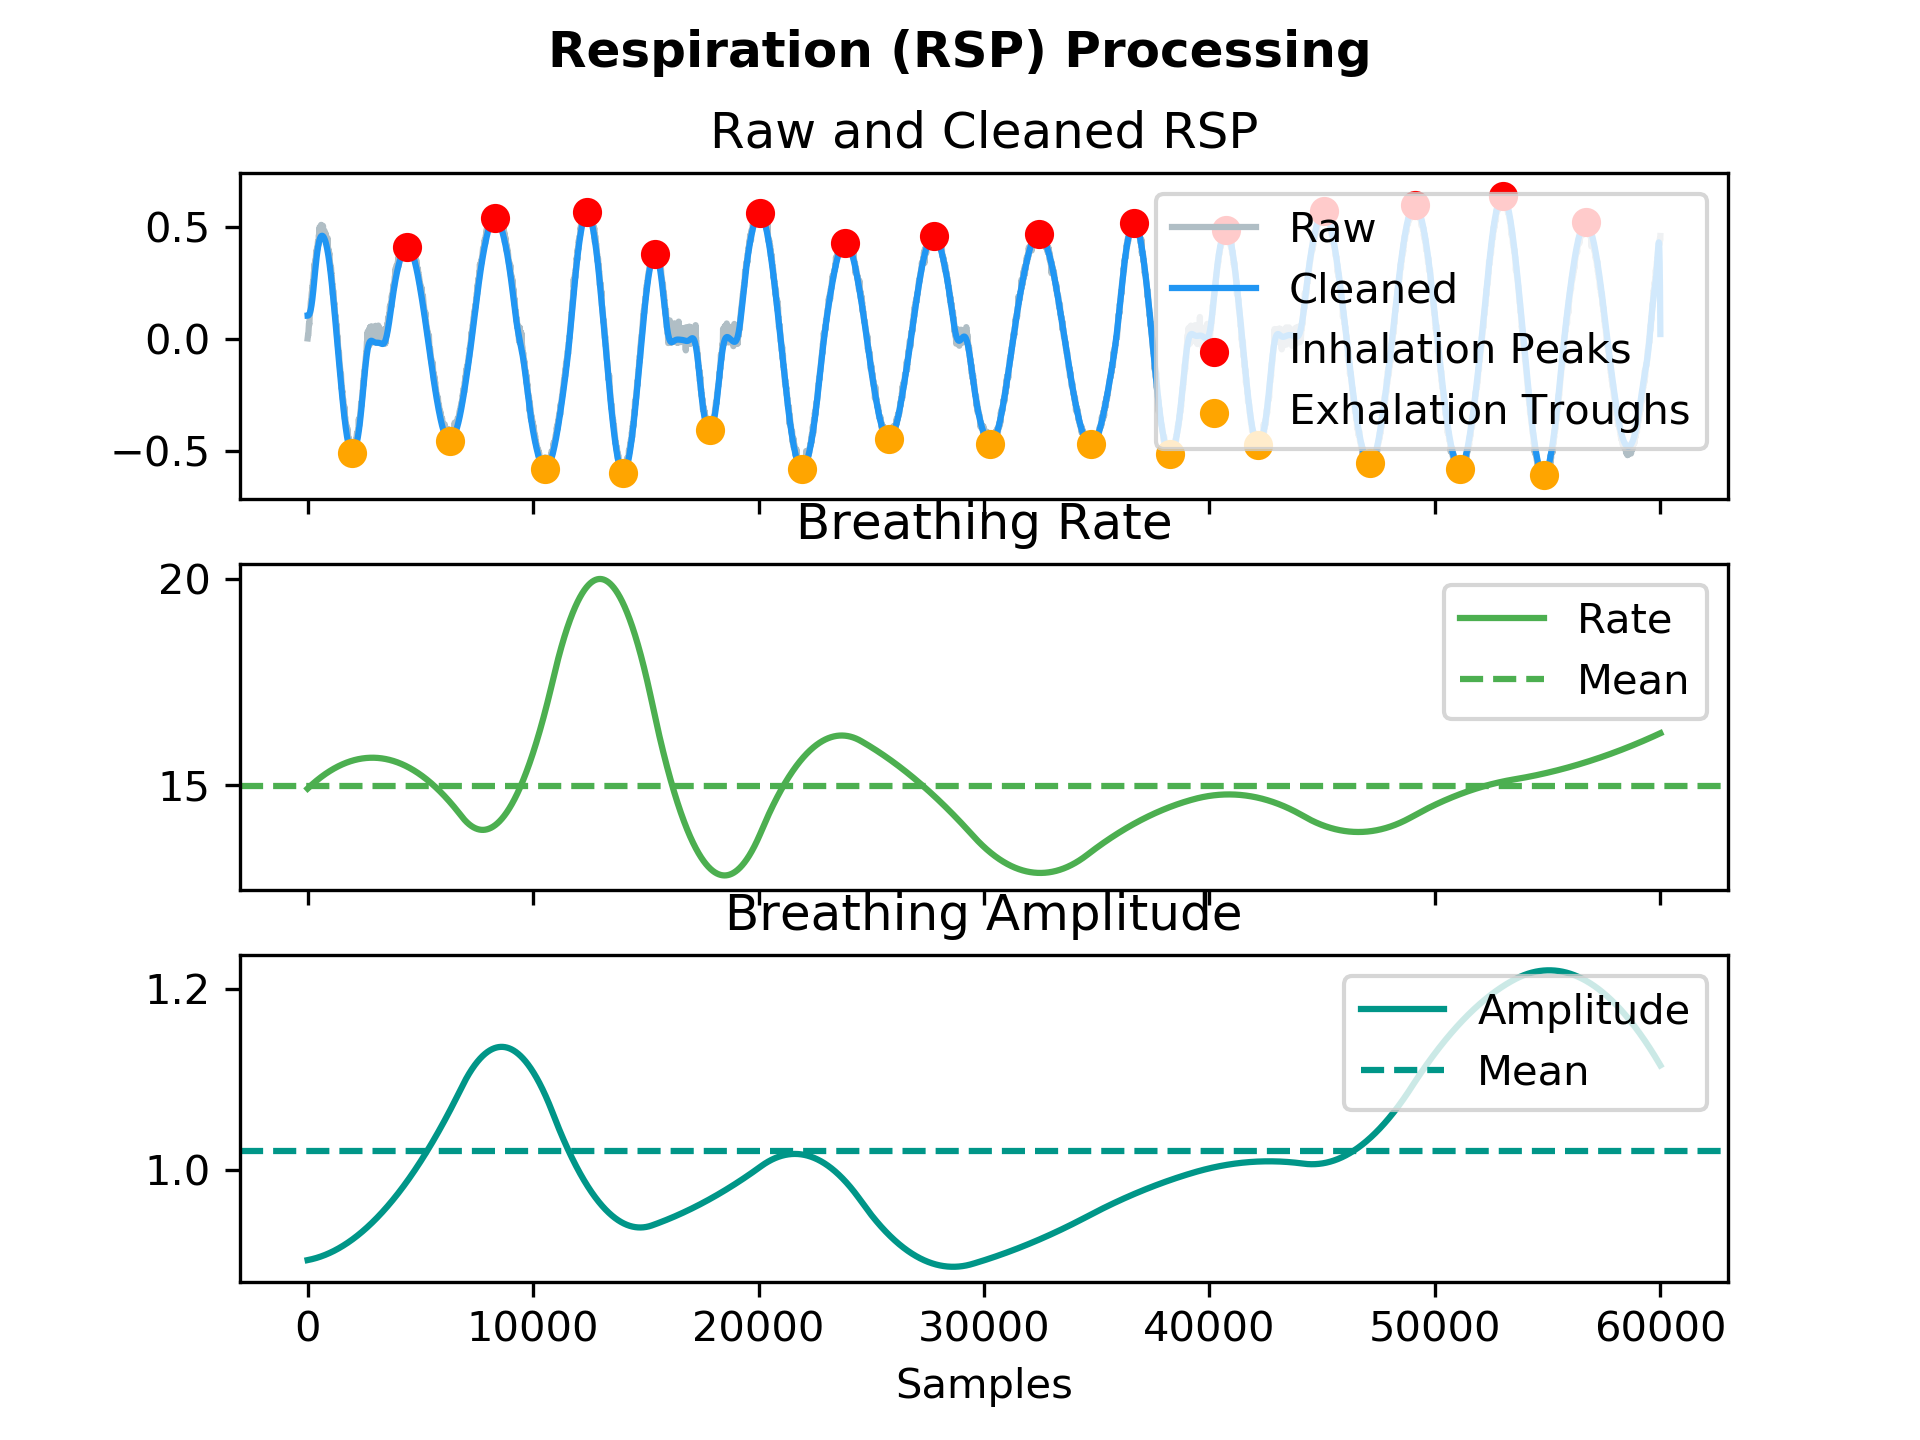 Respiration (RSP) Processing
Raw and Cleaned RSP
0.5
0.0
−0.5
Raw
Cleaned
Inhalation Peaks
Exhalation Troughs
Breathing Rate
20
15
Rate
Mean
Breathing Amplitude
1.2
1.0
Amplitude
Mean
0 10000 20000 30000 40000 50000 60000
Samples